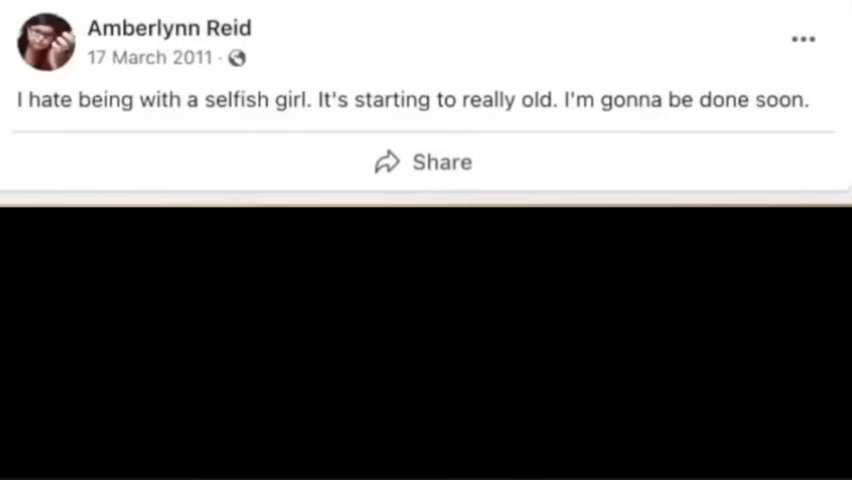 Amberlynn Reid
17 March 2011 ·
I hate being with a selfish girl. It's starting to really old. I'm gonna be done soon.
Share